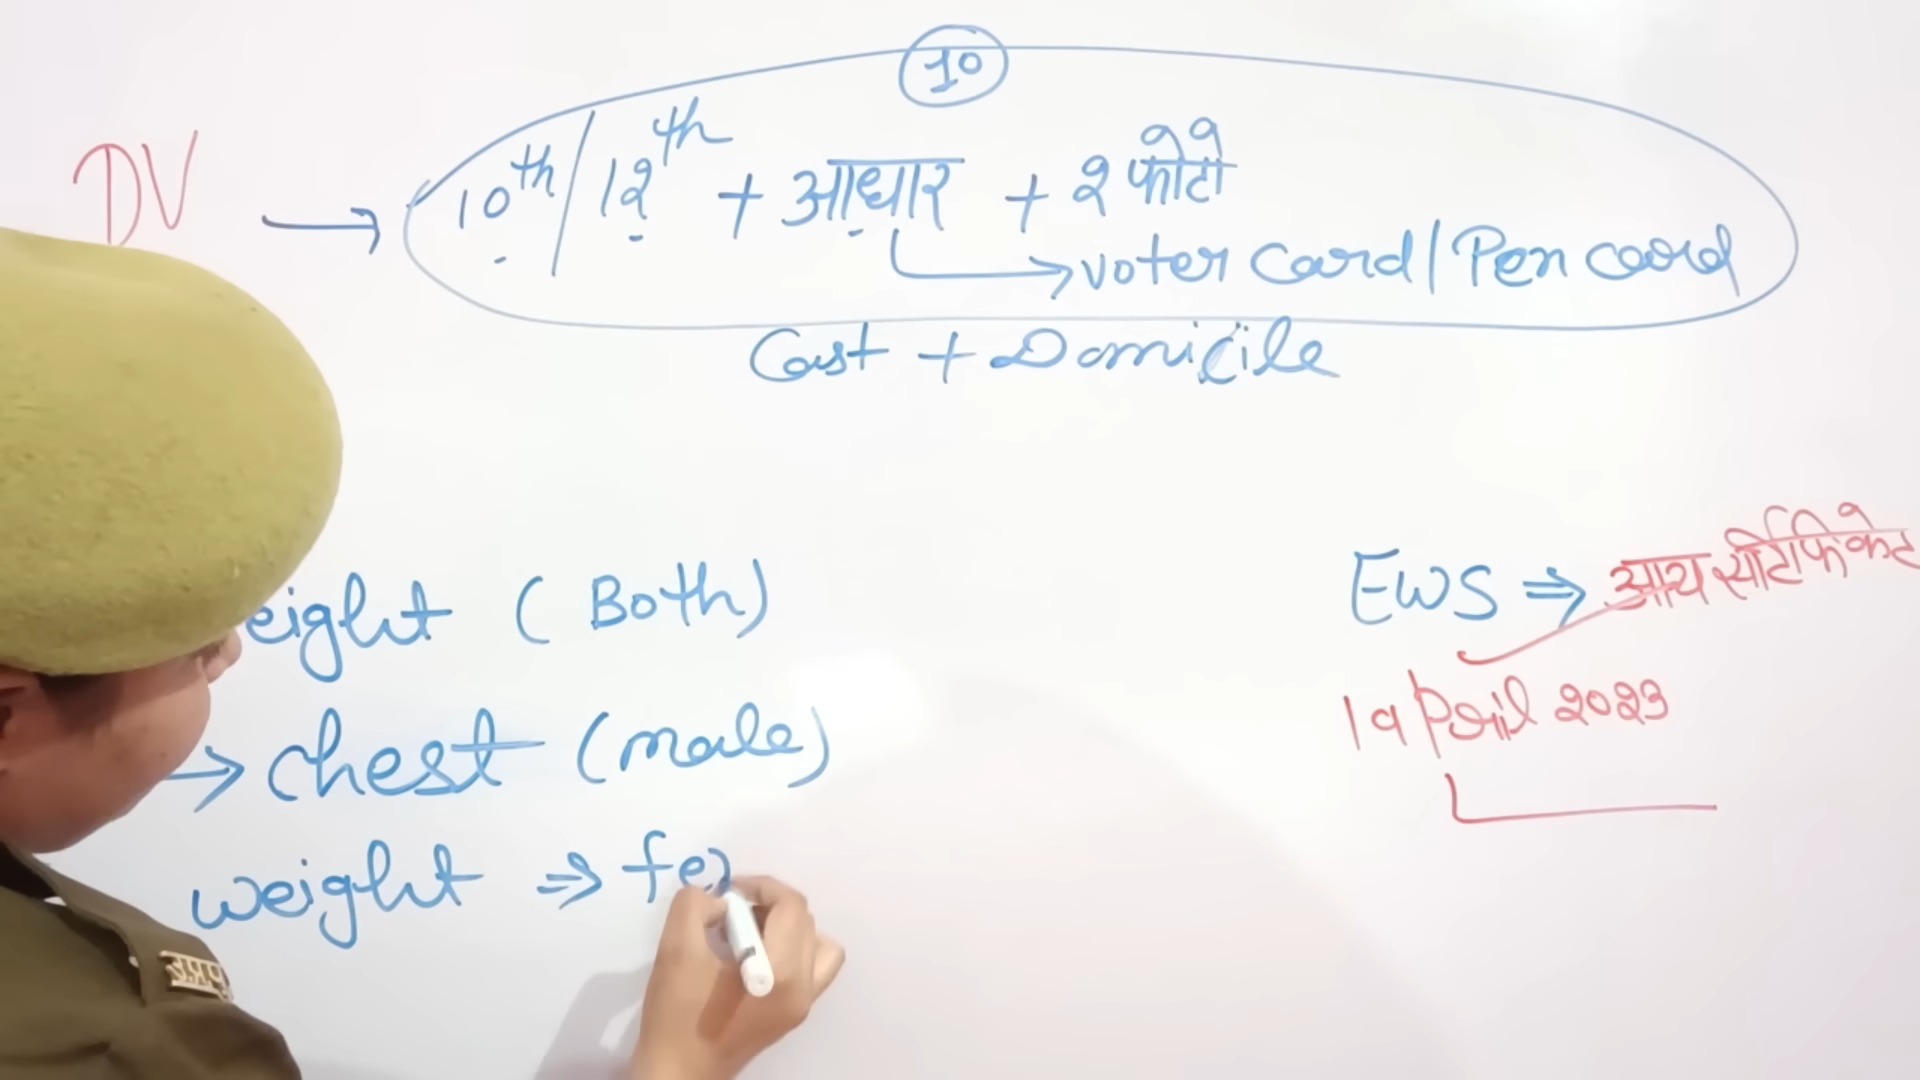 10
DV → 10th/12th + आधार + 2 फोटो
→ voter card/Pen card
Cast + Domicile
eight (Both)
→ chest (male)
weight ⇒ fe
EWS ⇒ आय सर्टिफिकेट
1 april 2023